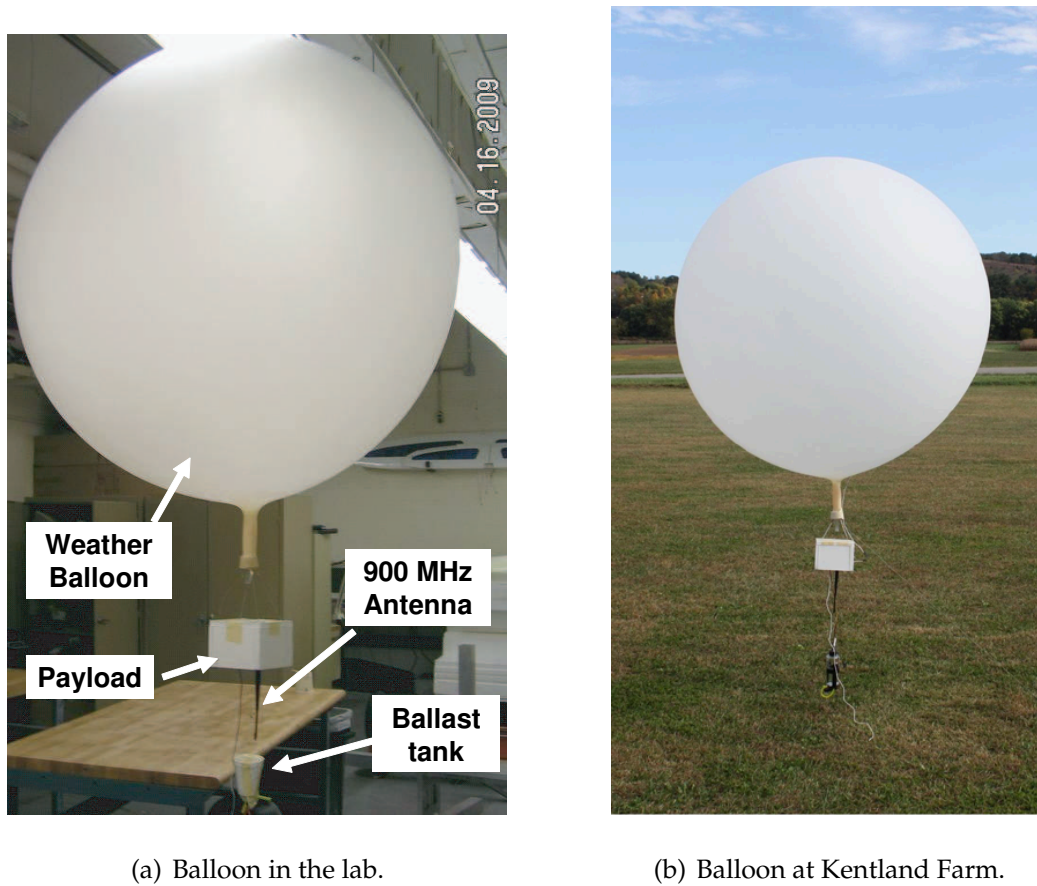 04.16.2009
Weather
Balloon
900 MHz
Antenna
Payload
Ballast
tank
(a) Balloon in the lab.
(b) Balloon at Kentland Farm.